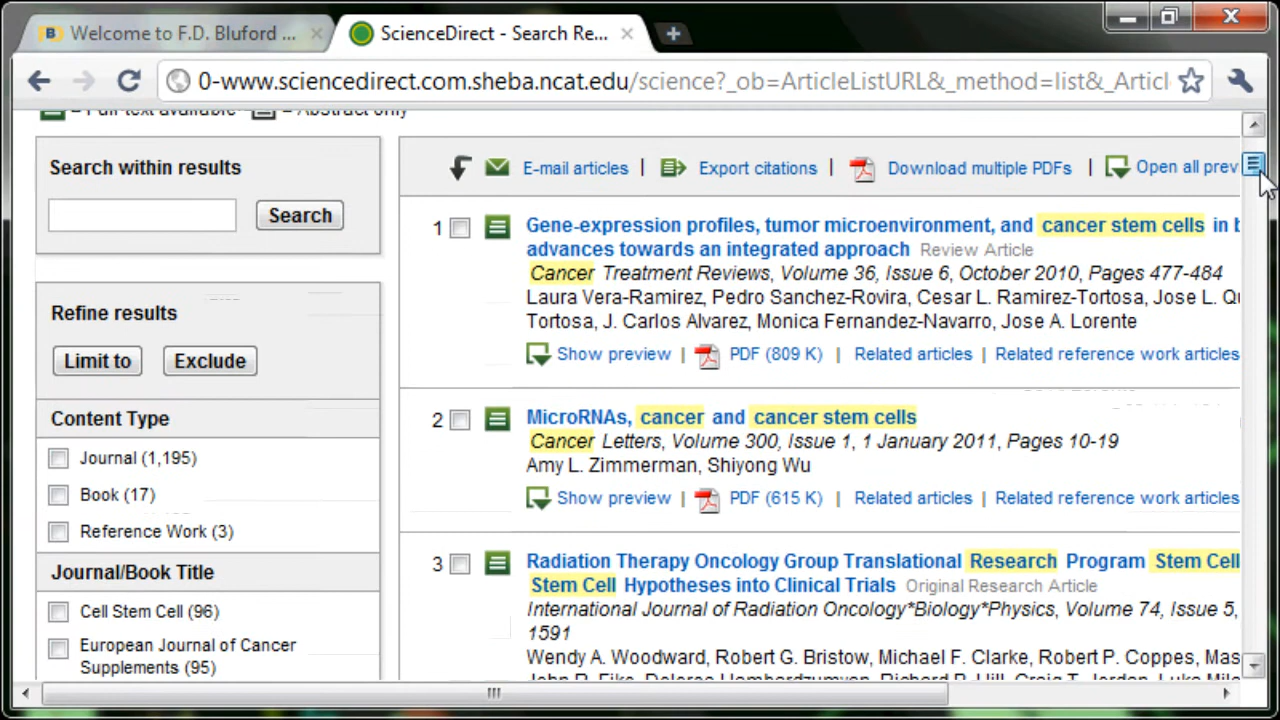 Welcome to F.D. Bluford ...
ScienceDirect - Search Re...
0-www.sciencedirect.com.sheba.ncat.edu/science?_ob=ArticleListURL&_method=list&_Articl
= Full-text available = Abstract only
Search within results
Search
Refine results
Limit to Exclude
Content Type
Journal (1,195)
Book (17)
Reference Work (3)
Journal/Book Title
Cell Stem Cell (96)
European Journal of Cancer
Supplements (95)
E-mail articles | Export citations | Download multiple PDFs | Open all prev
1 Gene-expression profiles, tumor microenvironment, and cancer stem cells in b
advances towards an integrated approach Review Article
Cancer Treatment Reviews, Volume 36, Issue 6, October 2010, Pages 477-484
Laura Vera-Ramirez, Pedro Sanchez-Rovira, Cesar L. Ramirez-Tortosa, Jose L. Qu
Tortosa, J. Carlos Alvarez, Monica Fernandez-Navarro, Jose A. Lorente
Show preview | PDF (809 K) | Related articles | Related reference work articles
2 MicroRNAs, cancer and cancer stem cells
Cancer Letters, Volume 300, Issue 1, 1 January 2011, Pages 10-19
Amy L. Zimmerman, Shiyong Wu
Show preview | PDF (615 K) | Related articles | Related reference work articles
3 Radiation Therapy Oncology Group Translational Research Program Stem Cell
Stem Cell Hypotheses into Clinical Trials Original Research Article
International Journal of Radiation Oncology*Biology*Physics, Volume 74, Issue 5,
1591
Wendy A. Woodward, Robert G. Bristow, Michael F. Clarke, Robert P. Coppes, Mas